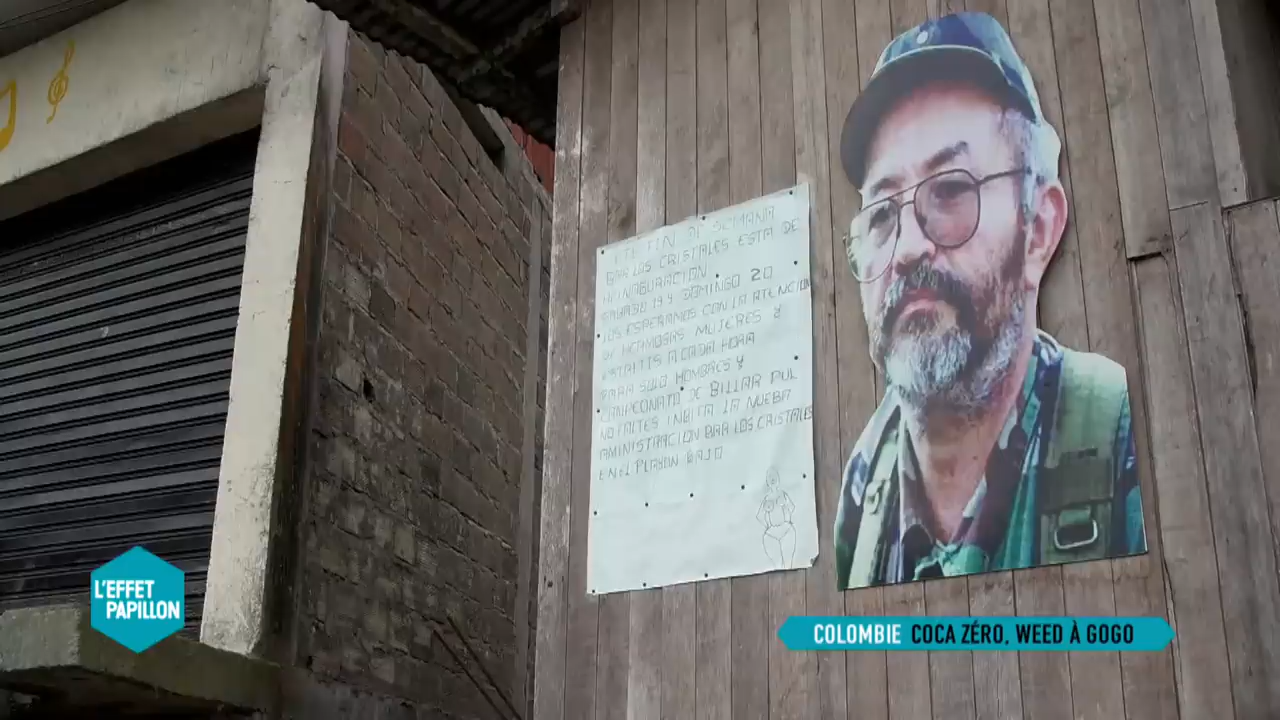 ESTE FIN DE SEMANA
BAR LOS CRISTALES ESTA DE
HINAGURACION
SABADO 19 Y DOMINGO 20
LOS ESPERAMOS CON LA ATENCION
DE HERMOSAS MUJERES Y
A CADA HORA
PARA SOLO HOMBRES Y
CAMPEONATO DE BILLAR PUL
NO FALTES INBITA LA NUEBA
AMINISTRACION BAR LOS CRISTALES
EN EL PLAYON BAJO
L'EFFET
PAPILLON
COLOMBIE COCA ZÉRO, WEED À GOGO